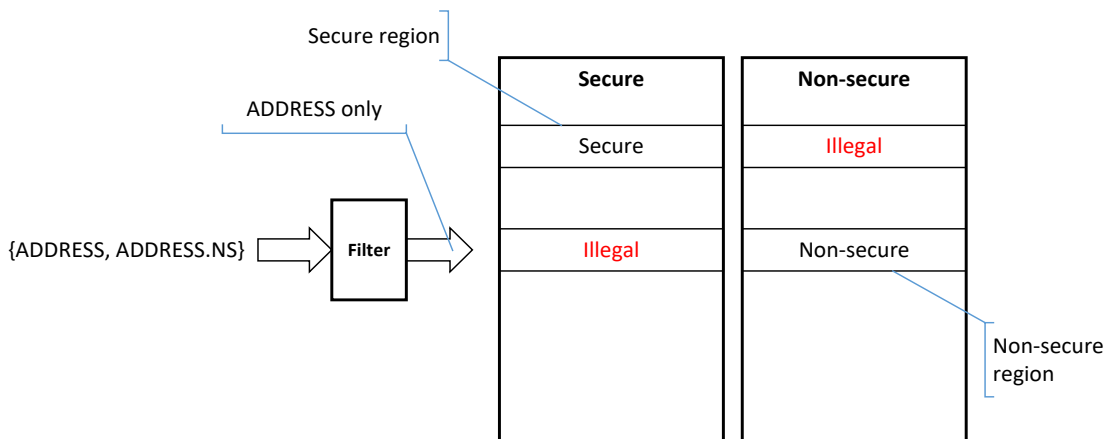 Secure region
Secure
Non-secure
ADDRESS only
Secure
Illegal
{ADDRESS, ADDRESS.NS}
Filter
Illegal
Non-secure
Non-secure
region